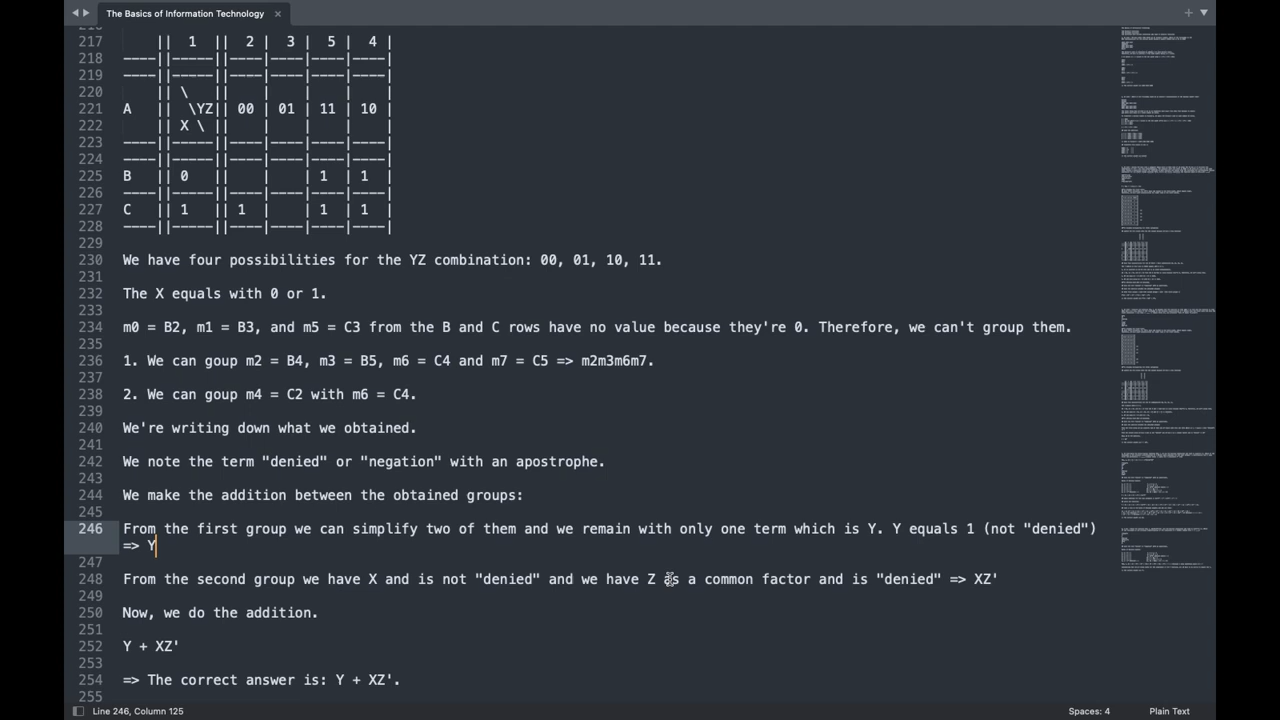 The Basics of Information Technology
217 || 1 || 2 | 3 | 5 | 4 |
218 ----||-----||----|----|----|----|
219 ----||-----||----|----|----|----|
220 || \ || | | | |
221 A || \YZ|| 00 | 01 | 11 | 10 |
222 || X \ || | | | |
223 ----||-----||----|----|----|----|
224 ----||-----||----|----|----|----|
225 B || 0 || | | 1 | 1 |
226 ----||-----||----|----|----|----|
227 C || 1 || 1 | | 1 | 1 |
228 ----||-----||----|----|----|----|
229
230 We have four possibilities for the YZ combination: 00, 01, 10, 11.
231
232 The X equals with 0 or 1.
233
234 m0 = B2, m1 = B3, and m5 = C3 from the B and C rows have no value because they're 0. Therefore, we can't group them.
235
236 1. We can goup m2 = B4, m3 = B5, m6 = C4 and m7 = C5 => m2m3m6m7.
237
238 2. We can goup m4 = C2 with m6 = C4.
239
240 We're writing donn what we obtained.
241
242 We note the term "denied" or "negation" with an apostrophe.
243
244 We make the addition between the obtained groups:
245
246 From the first group we can simplify some terms and we remain with only one term which is Y. Y equals 1 (not "denied")
=> Y
247
248 From the second group we have X and is not "denied" and we have Z as a common factor and is "denied" => XZ'
249
250 Now, we do the addition.
251
252 Y + XZ'
253
254 => The correct answer is: Y + XZ'.
255
Line 246, Column 125
Spaces: 4
Plain Text